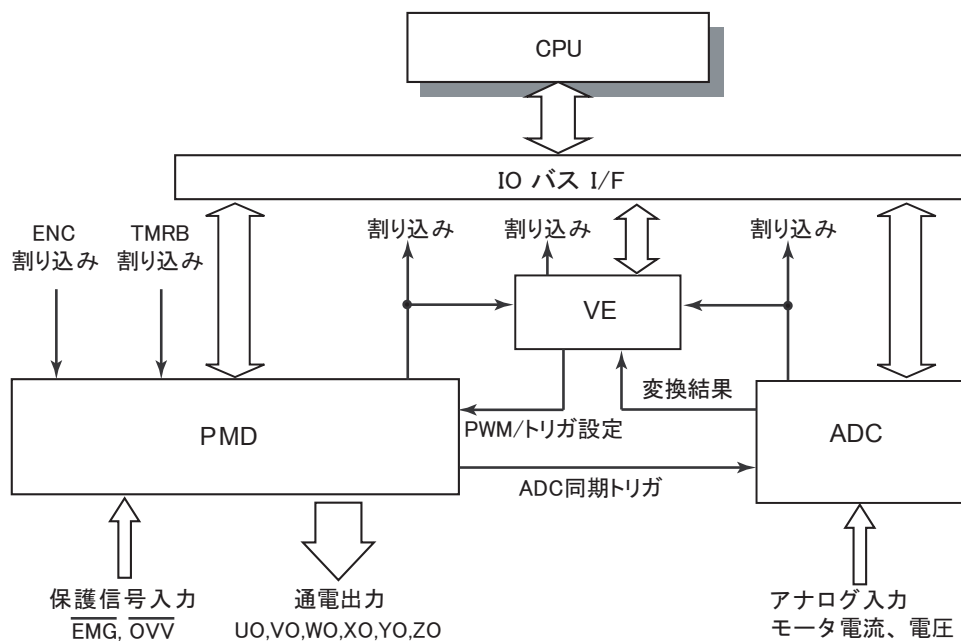 CPU
IO バス I/F
ENC
割り込み
TMRB
割り込み
割り込み
割り込み
割り込み
VE
変換結果
PMD
PWM/トリガ設定
ADC
ADC同期トリガ
保護信号入力
EMG, OVV
通電出力
UO,VO,WO,XO,YO,ZO
アナログ入力
モータ電流、電圧